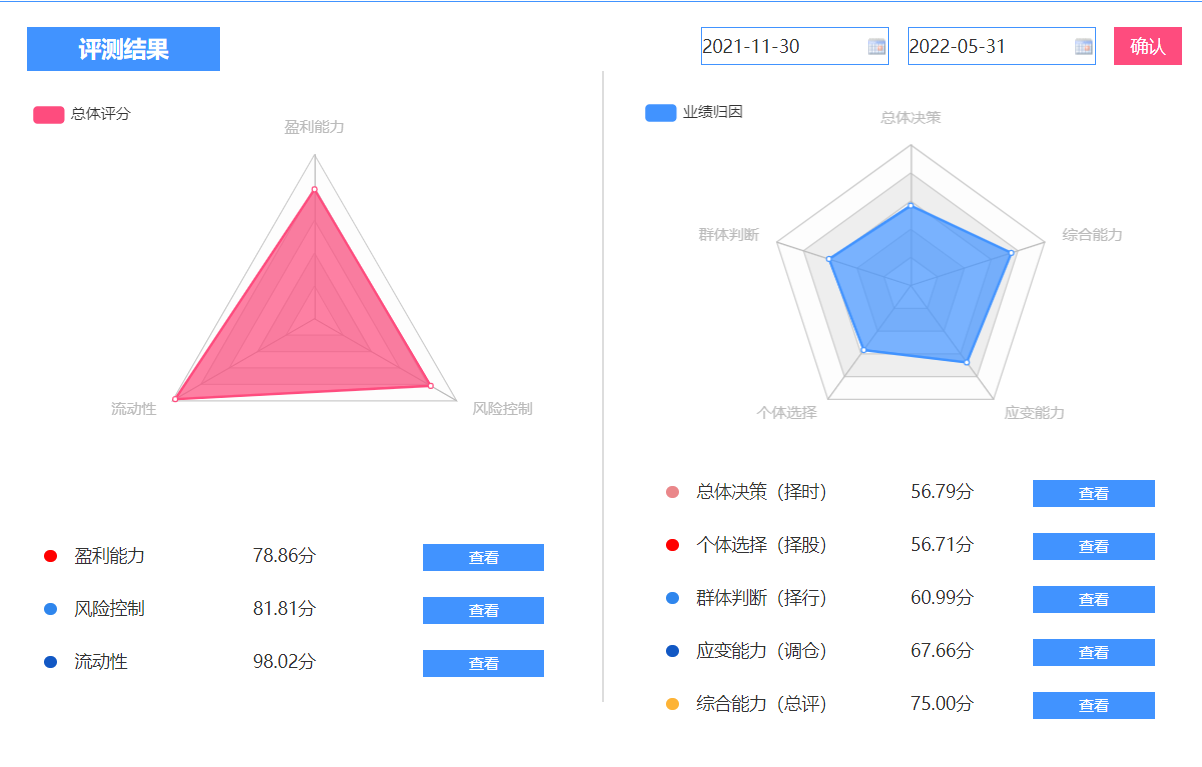 评测结果
2021-11-30
2022-05-31
确认
总体评分
盈利能力
流动性
风险控制
业绩归因
总体决策
群体判断
综合能力
个体选择
应变能力
盈利能力 78.86分 查看
风险控制 81.81分 查看
流动性 98.02分 查看
总体决策（择时） 56.79分 查看
个体选择（择股） 56.71分 查看
群体判断（择行） 60.99分 查看
应变能力（调仓） 67.66分 查看
综合能力（总评） 75.00分 查看